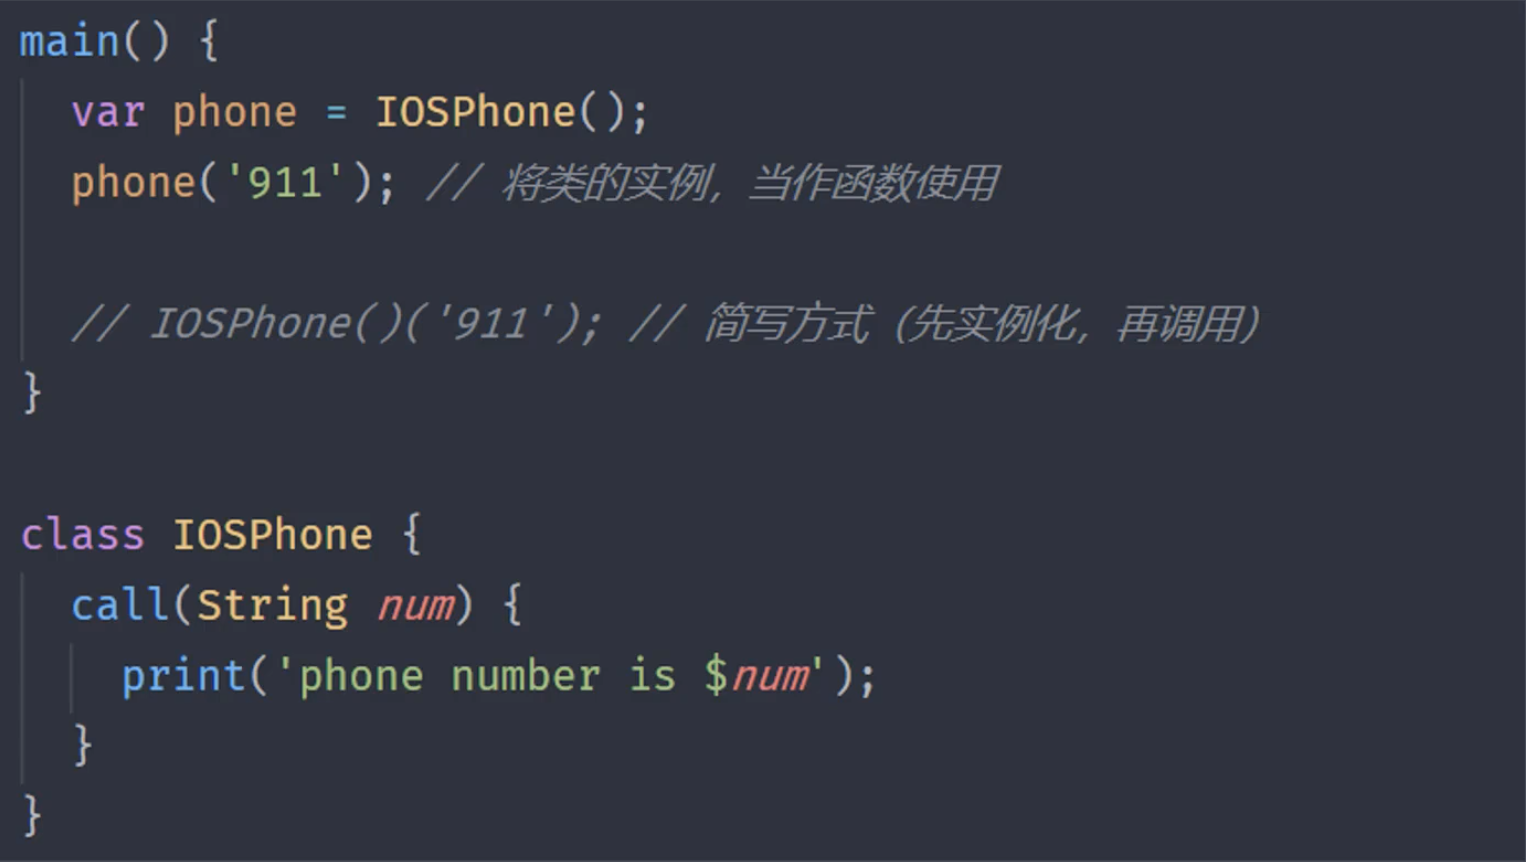 main() {
var phone = IOSPhone();
phone('911'); // 将类的实例，当作函数使用
// IOSPhone()('911'); // 简写方式（先实例化，再调用）
}
class IOSPhone {
call(String num) {
print('phone number is $num');
}
}